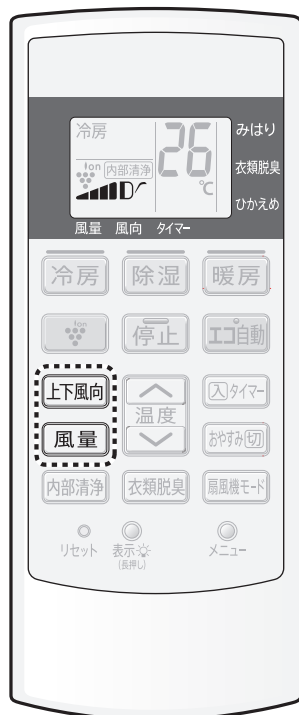 冷房
26
みはり
ion 内部清浄
℃
衣類脱臭
ひかえめ
風量 風向 タイマー
冷房 除湿 暖房
ion 停止 エコ自動
上下風向 温度 入タイマー
風量 おやすみ切
内部清浄 衣類脱臭 扇風機モード
リセット 表示 メニュー
(長押し)